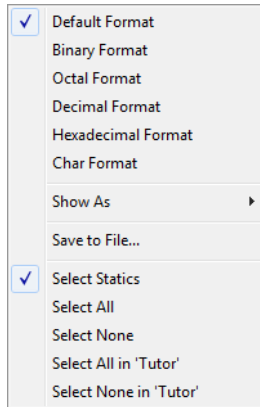 Default Format
Binary Format
Octal Format
Decimal Format
Hexadecimal Format
Char Format
Show As
Save to File...
Select Statics
Select All
Select None
Select All in 'Tutor'
Select None in 'Tutor'